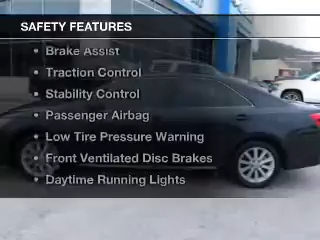 SAFETY FEATURES
• Brake Assist
• Traction Control
• Stability Control
• Passenger Airbag
• Low Tire Pressure Warning
• Front Ventilated Disc Brakes
• Daytime Running Lights